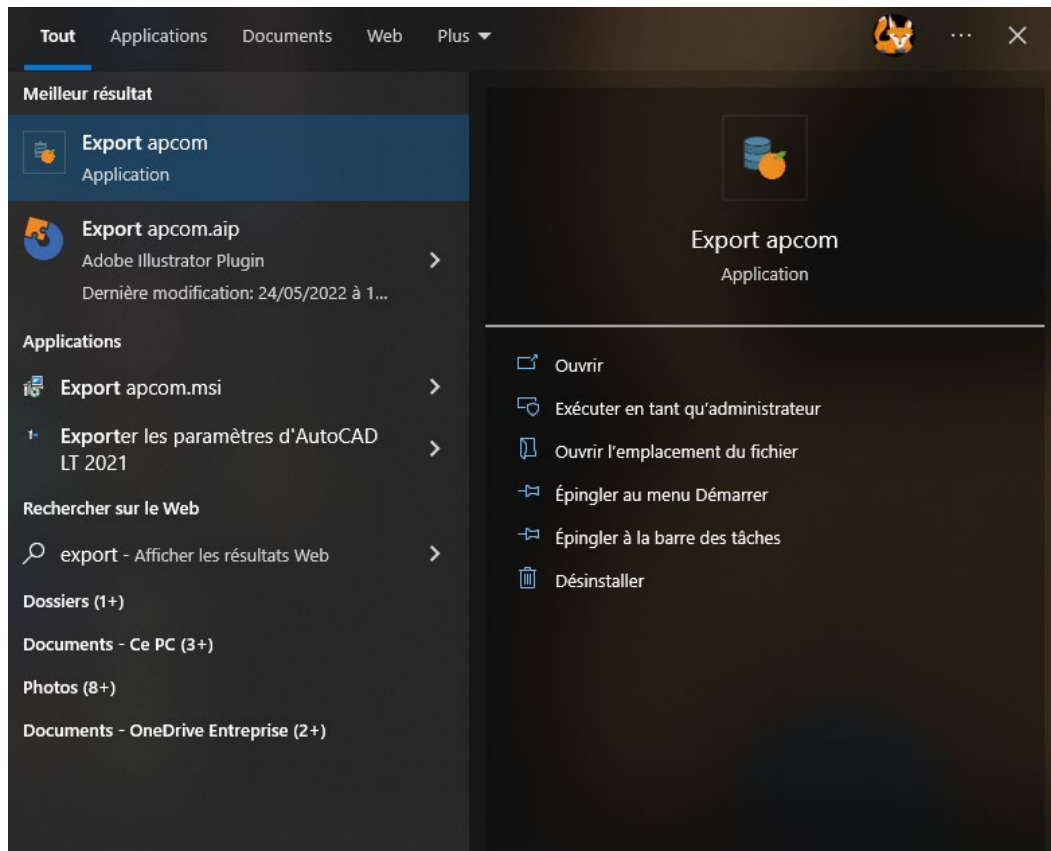 Tout Applications Documents Web Plus
Meilleur résultat
Export apcom
Application
Export apcom.aip
Adobe Illustrator Plugin
Dernière modification: 24/05/2022 à 1...
Applications
Export apcom.msi
Exporter les paramètres d'AutoCAD
LT 2021
Rechercher sur le Web
export - Afficher les résultats Web
Dossiers (1+)
Documents - Ce PC (3+)
Photos (8+)
Documents - OneDrive Entreprise (2+)
Export apcom
Application
Ouvrir
Exécuter en tant qu'administrateur
Ouvrir l'emplacement du fichier
Épingler au menu Démarrer
Épingler à la barre des tâches
Désinstaller